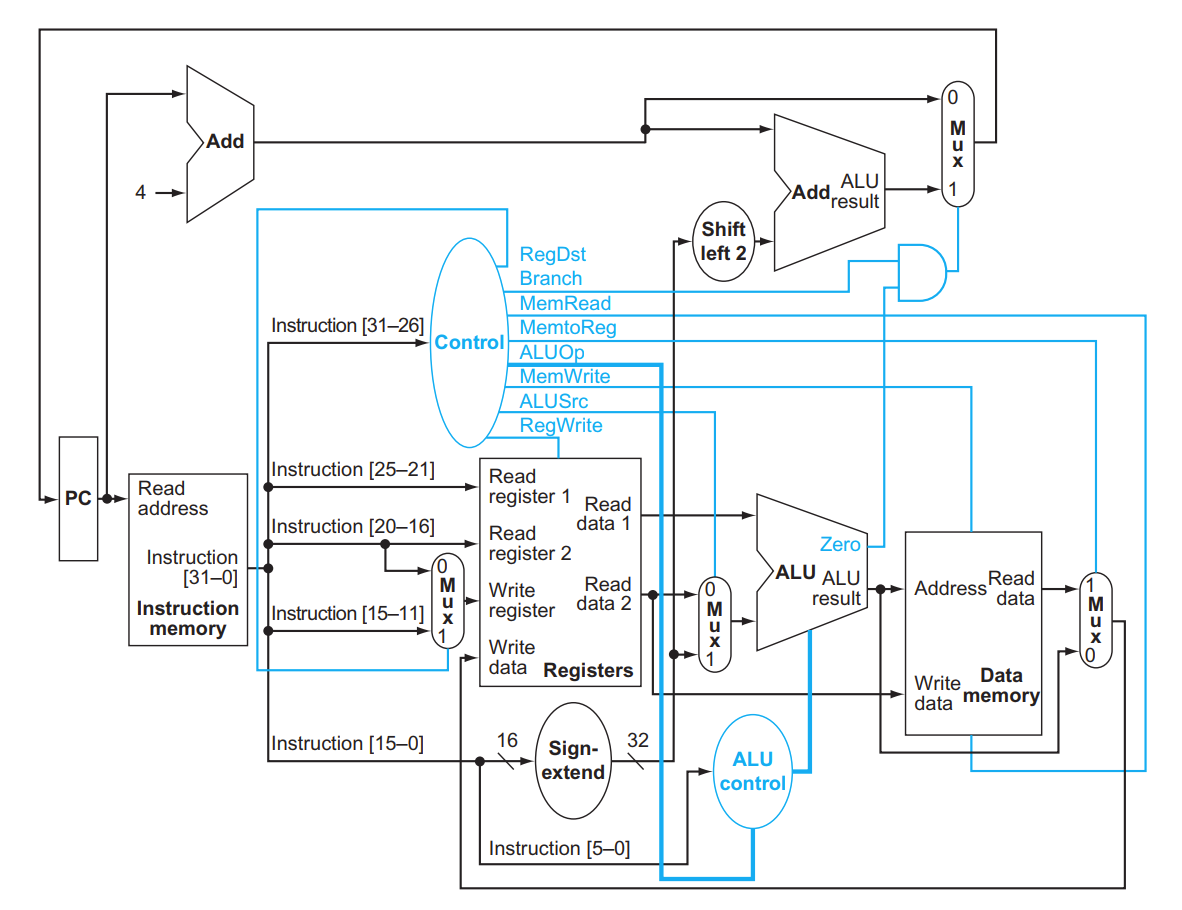 Add
4
0
M
u
x
1
Add
ALU
result
Shift
left 2
RegDst
Branch
MemRead
MemtoReg
ALUOp
MemWrite
ALUSrc
RegWrite
Control
Instruction [31–26]
Instruction [25–21]
Instruction [20–16]
Instruction [15–11]
Instruction [15–0]
Instruction [5–0]
PC
Read
address
Instruction
[31–0]
Instruction
memory
0
M
u
x
1
Read
register 1
Read
register 2
Write
register
Write
data
Read
data 1
Read
data 2
Registers
0
M
u
x
1
Zero
ALU
ALU
result
Address
Read
data
Write
data
Data
memory
1
M
u
x
0
16
Sign-
extend
32
ALU
control